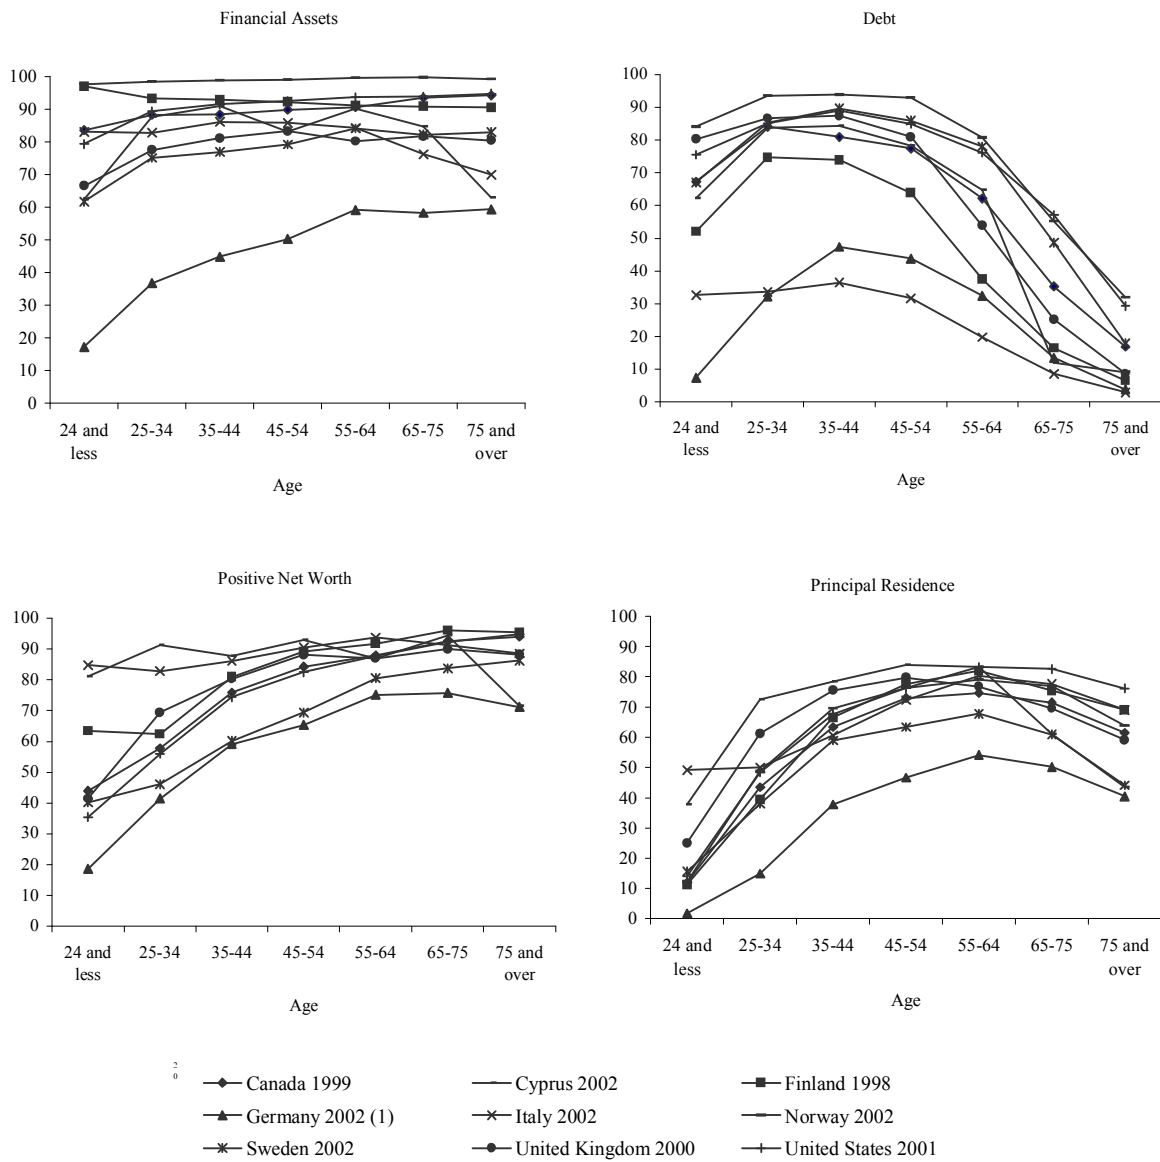 Financial Assets
100
90
80
70
60
50
40
30
20
10
0
24 and less
25-34
35-44
45-54
55-64
65-75
75 and over
Age
Debt
100
90
80
70
60
50
40
30
20
10
0
24 and less
25-34
35-44
45-54
55-64
65-75
75 and over
Age
Positive Net Worth
100
90
80
70
60
50
40
30
20
10
0
24 and less
25-34
35-44
45-54
55-64
65-75
75 and over
Age
Principal Residence
100
90
80
70
60
50
40
30
20
10
0
24 and less
25-34
35-44
45-54
55-64
65-75
75 and over
Age
2
0
Canada 1999
Cyprus 2002
Finland 1998
Germany 2002 (1)
Italy 2002
Norway 2002
Sweden 2002
United Kingdom 2000
United States 2001